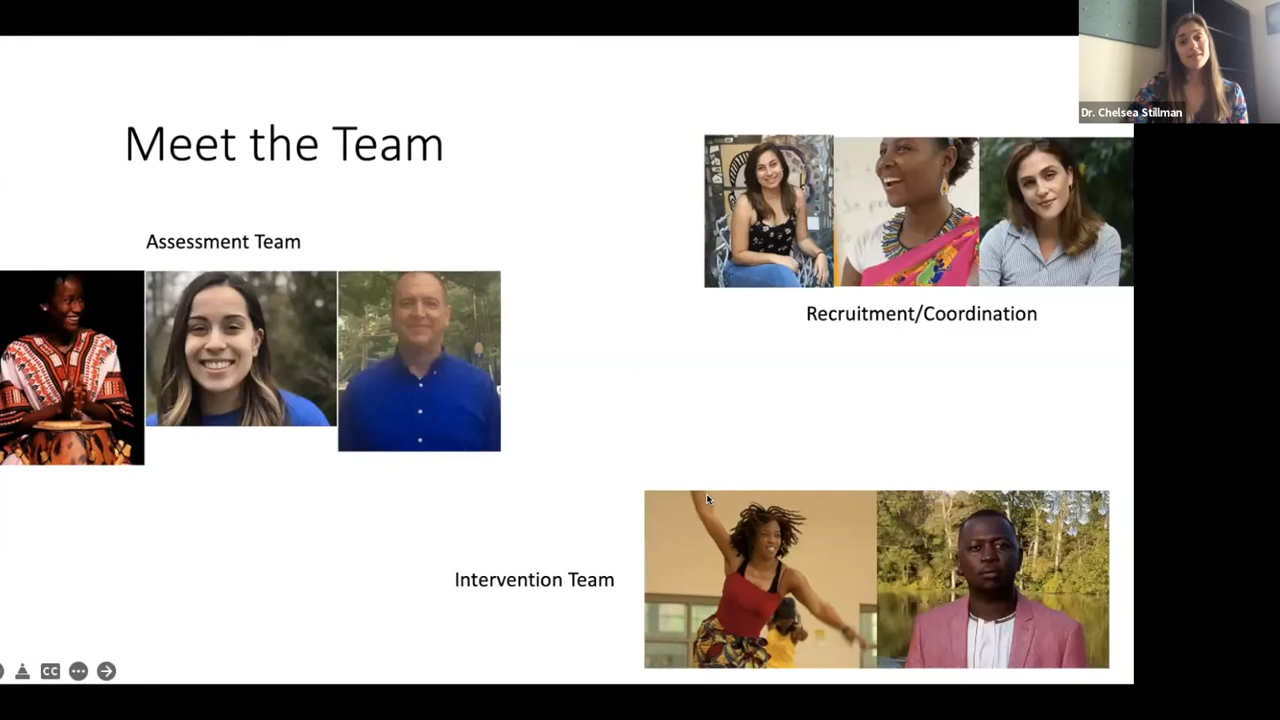 Dr. Chelsea Stillman
Meet the Team
Assessment Team
Recruitment/Coordination
Intervention Team
CC